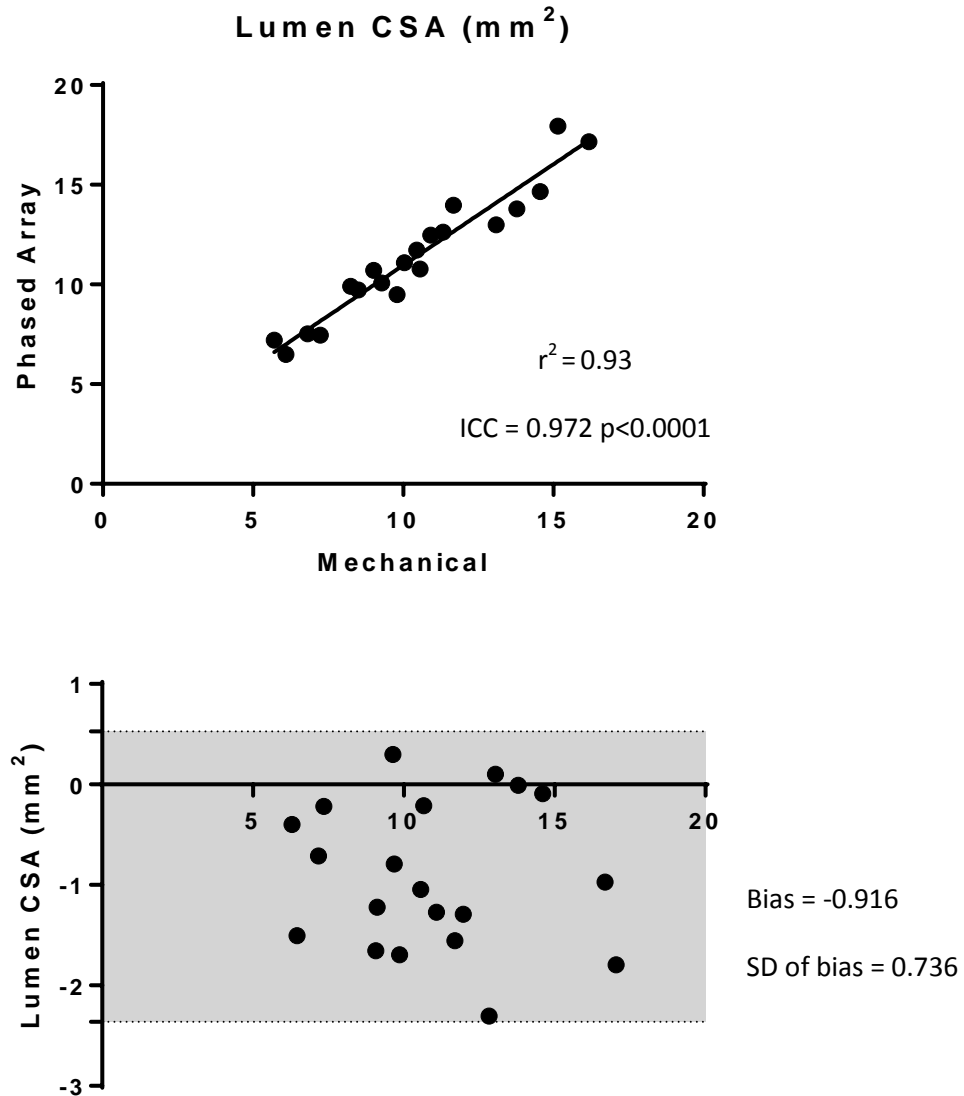 Lumen CSA (mm²)
20
15
10
5
0
Phased Array
r² = 0.93
ICC = 0.972 p<0.0001
0 5 10 15 20
Mechanical
1
0
-1
-2
-3
Lumen CSA (mm²)
5 10 15 20
Bias = -0.916
SD of bias = 0.736